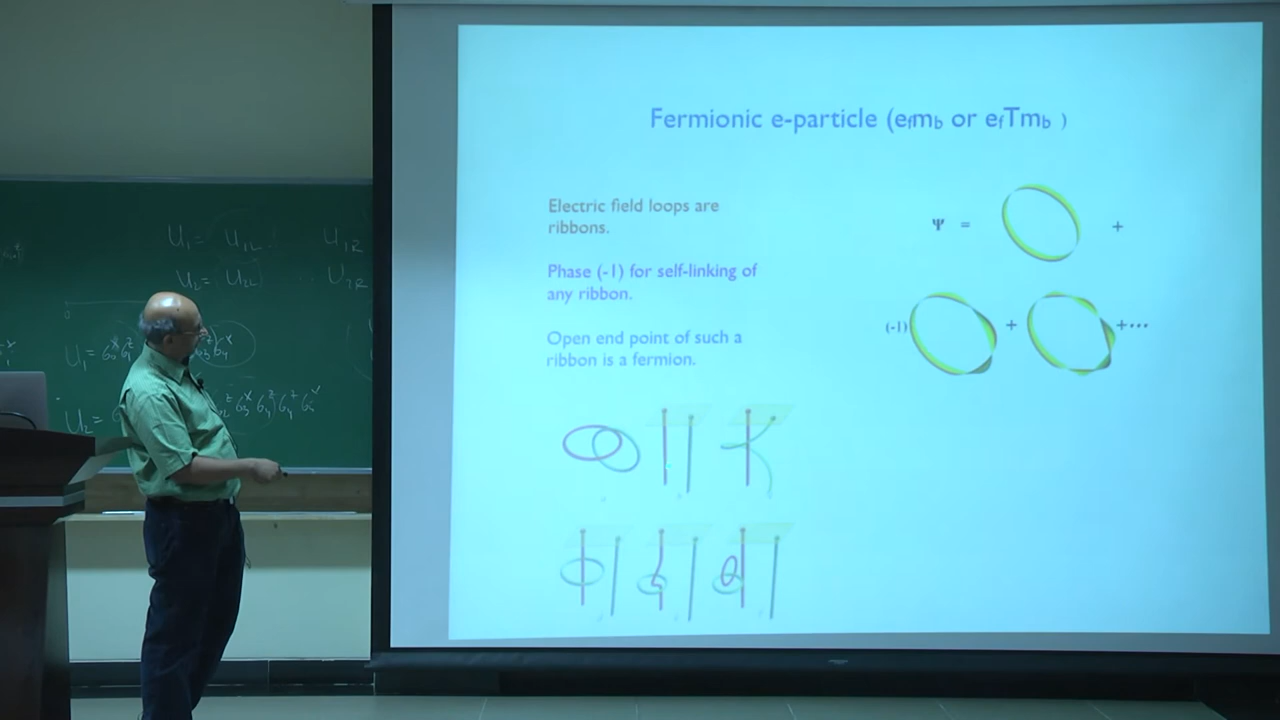 Fermionic e-particle (efmb or efTmb )
Electric field loops are
ribbons.
Phase (-1) for self-linking of
any ribbon.
Open end point of such a
ribbon is a fermion.
Ψ = +
(-1) + +···
U₁ = U₁L U₁R
U₂ = U₂L U₂R
U₁ =
U₂ =